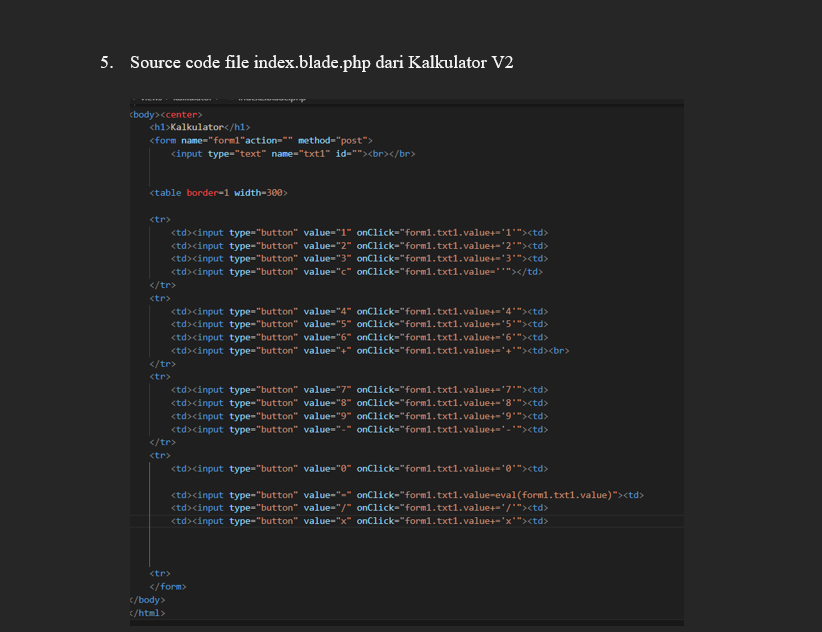 5. Source code file index.blade.php dari Kalkulator V2
<body><center>
<h1>Kalkulator</h1>
<form name="form1"action="" method="post">
<input type="text" name="txt1" id=""><br></br>
<table border=1 width=300>
<tr>
<td><input type="button" value="1" onClick="form1.txt1.value+='1'"><td>
<td><input type="button" value="2" onClick="form1.txt1.value+='2'"><td>
<td><input type="button" value="3" onClick="form1.txt1.value+='3'"><td>
<td><input type="button" value="c" onClick="form1.txt1.value=''"></td>
</tr>
<tr>
<td><input type="button" value="4" onClick="form1.txt1.value+='4'"><td>
<td><input type="button" value="5" onClick="form1.txt1.value+='5'"><td>
<td><input type="button" value="6" onClick="form1.txt1.value+='6'"><td>
<td><input type="button" value="+" onClick="form1.txt1.value+='+'"><td><br>
</tr>
<tr>
<td><input type="button" value="7" onClick="form1.txt1.value+='7'"><td>
<td><input type="button" value="8" onClick="form1.txt1.value+='8'"><td>
<td><input type="button" value="9" onClick="form1.txt1.value+='9'"><td>
<td><input type="button" value="-" onClick="form1.txt1.value+='-'"><td>
</tr>
<tr>
<td><input type="button" value="0" onClick="form1.txt1.value+='0'"><td>
<td><input type="button" value="=" onClick="form1.txt1.value=eval(form1.txt1.value)"><td>
<td><input type="button" value="/" onClick="form1.txt1.value+='/'"><td>
<td><input type="button" value="x" onClick="form1.txt1.value+='x'"><td>
<tr>
</form>
</body>
</html>